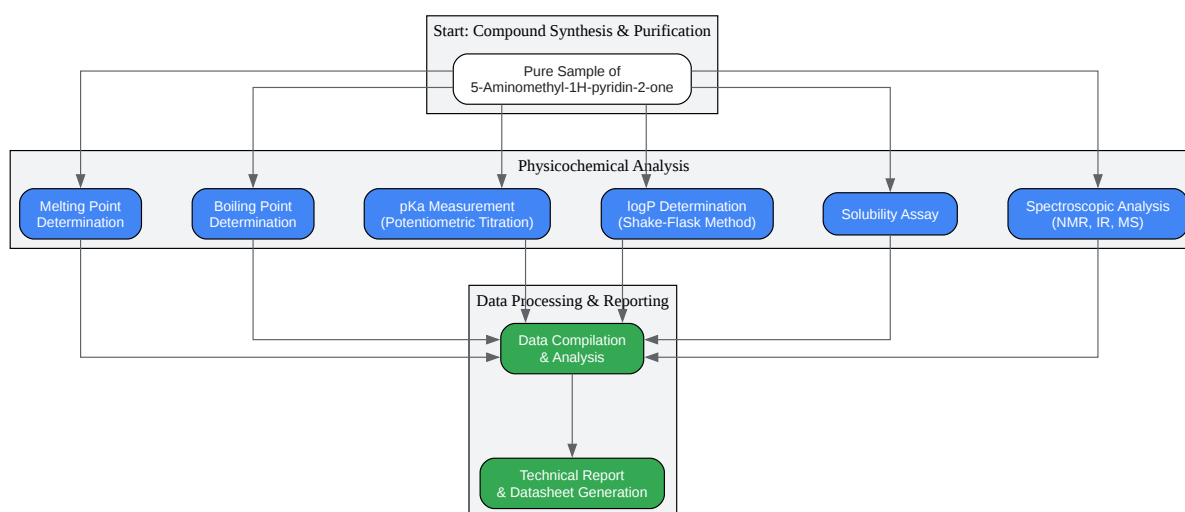 Start: Compound Synthesis & Purification
Pure Sample of
5-Aminomethyl-1H-pyridin-2-one
Physicochemical Analysis
Melting Point
Determination
Boiling Point
Determination
pKa Measurement
(Potentiometric Titration)
logP Determination
(Shake-Flask Method)
Solubility Assay
Spectroscopic Analysis
(NMR, IR, MS)
Data Processing & Reporting
Data Compilation
& Analysis
Technical Report
& Datasheet Generation